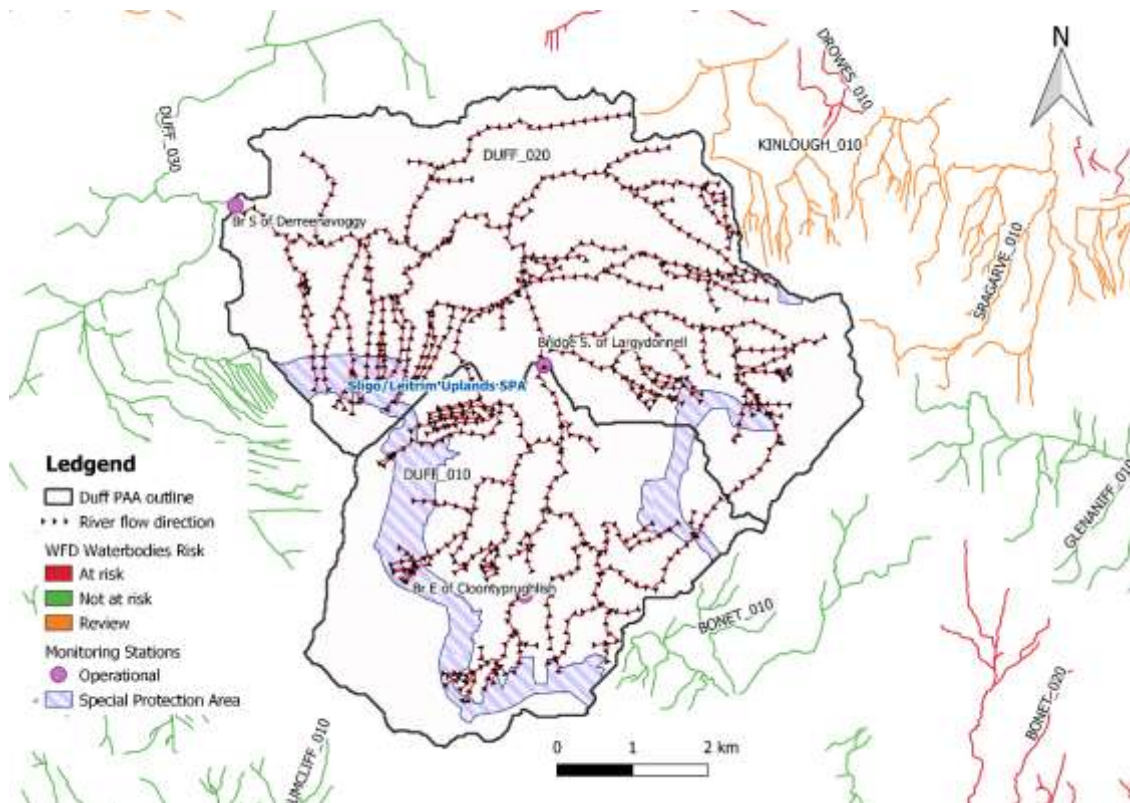 N
DROWES_010
DUFF_030
DUFF_020
KINLOUGH_010
Br S of Derreenavoggy
SRAGARVE_010
Bridge S. of Largydonnell
Sligo/Leitrim Uplands SPA
DUFF_010
GLENANIFF_010
Br E of Cloontyprughlish
BONET_010
BONET_020
UMCLIFF_010
Ledgend
Duff PAA outline
River flow direction
WFD Waterbodies Risk
At risk
Not at risk
Review
Monitoring Stations
Operational
Special Protection Area
0 1 2 km